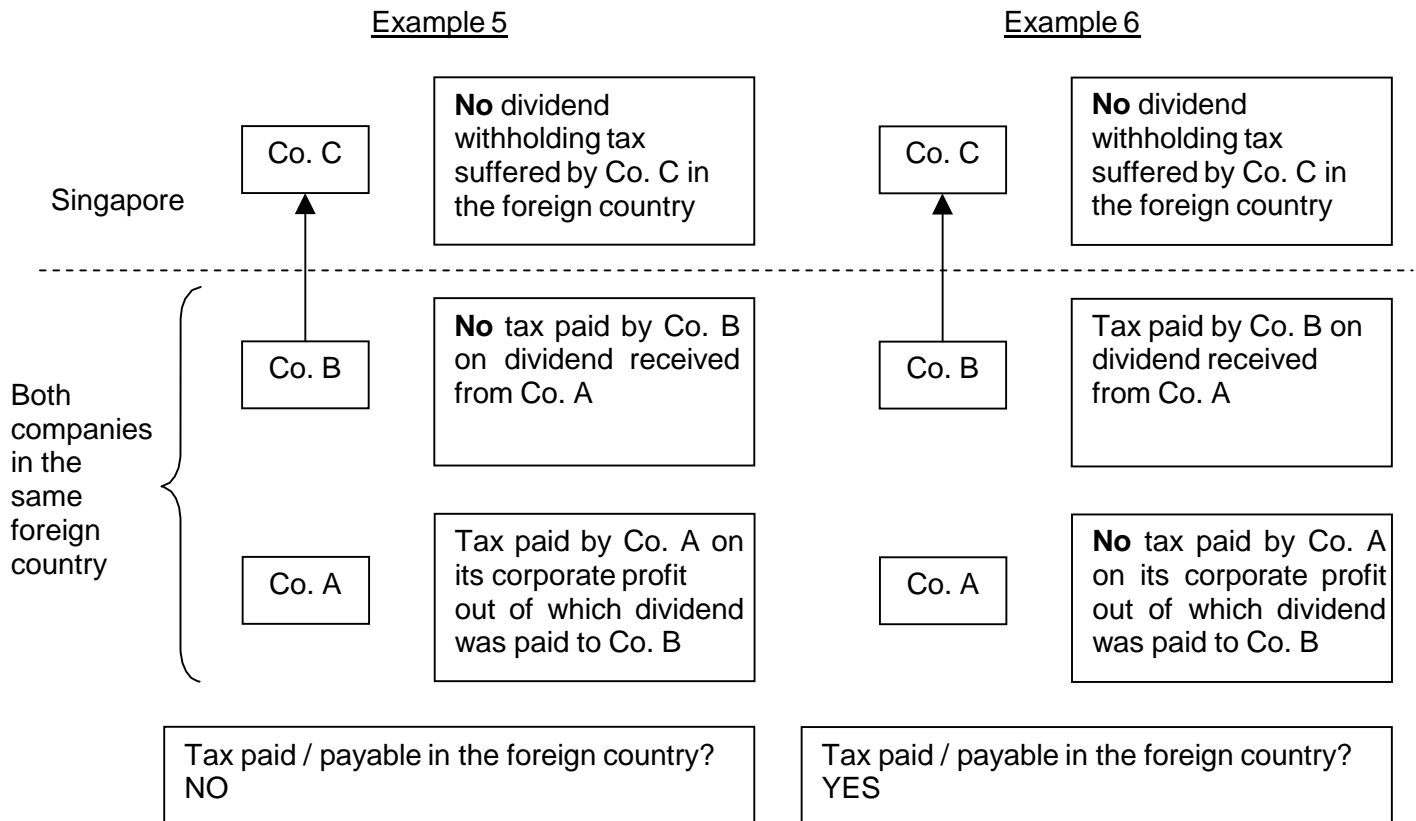 Example 5
Example 6
Co. C
No dividend
withholding tax
suffered by Co. C in
the foreign country
Co. C
No dividend
withholding tax
suffered by Co. C in
the foreign country
Singapore
Both
companies
in the
same
foreign
country
Co. B
No tax paid by Co. B
on dividend received
from Co. A
Co. B
Tax paid by Co. B on
dividend received
from Co. A
Co. A
Tax paid by Co. A on
its corporate profit
out of which dividend
was paid to Co. B
Co. A
No tax paid by Co. A
on its corporate profit
out of which dividend
was paid to Co. B
Tax paid / payable in the foreign country?
NO
Tax paid / payable in the foreign country?
YES